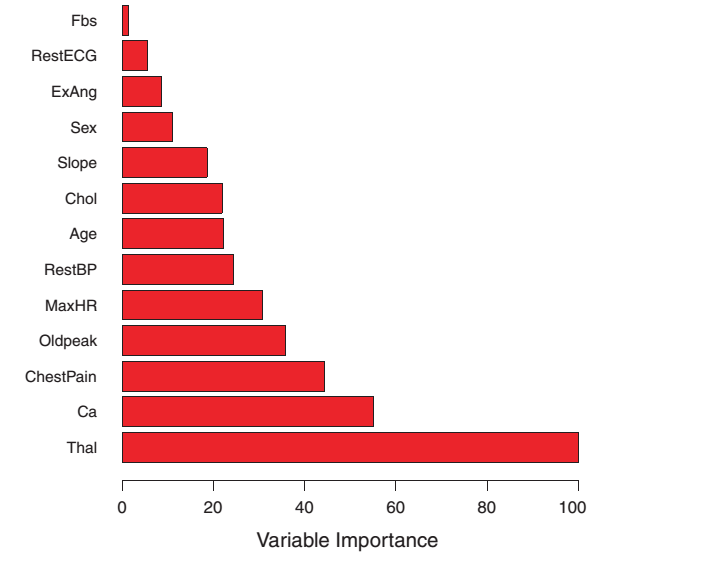 Fbs
RestECG
ExAng
Sex
Slope
Chol
Age
RestBP
MaxHR
Oldpeak
ChestPain
Ca
Thal
0 20 40 60 80 100
Variable Importance